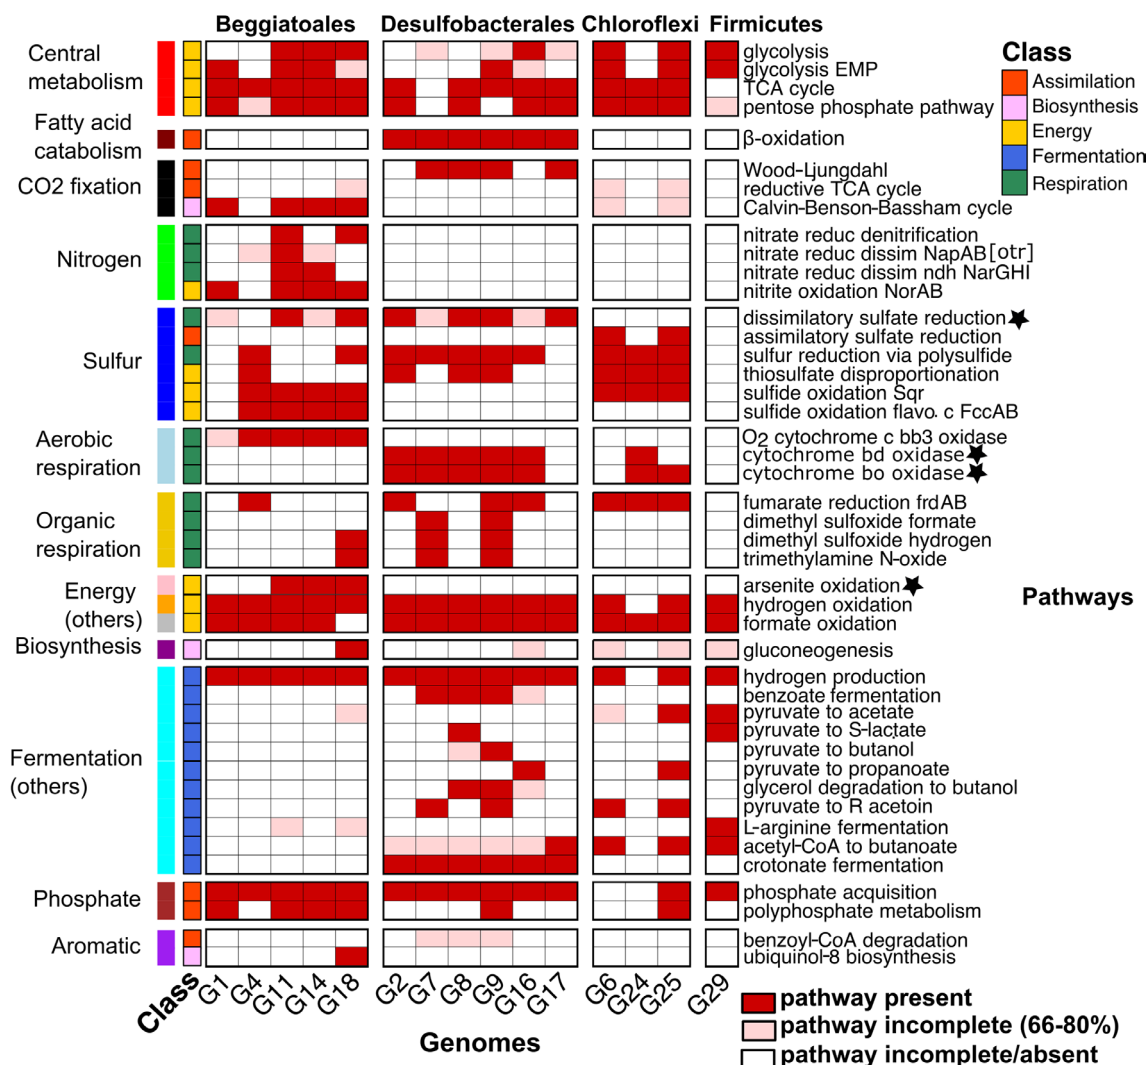 Beggiatoales Desulfobacterales Chloroflexi Firmicutes
Central metabolism
glycolysis
glycolysis EMP
TCA cycle
pentose phosphate pathway
Fatty acid catabolism
β-oxidation
CO2 fixation
Wood-Ljungdahl
reductive TCA cycle
Calvin-Benson-Bassham cycle
Nitrogen
nitrate reduc denitrification
nitrate reduc dissim NapAB[otr]
nitrate reduc dissim ndh NarGHI
nitrite oxidation NorAB
Sulfur
dissimilatory sulfate reduction
assimilatory sulfate reduction
sulfur reduction via polysulfide
thiosulfate disproportionation
sulfide oxidation Sqr
sulfide oxidation flavo. c FccAB
Aerobic respiration
O2 cytochrome c bb3 oxidase
cytochrome bd oxidase
cytochrome bo oxidase
Organic respiration
fumarate reduction frdAB
dimethyl sulfoxide formate
dimethyl sulfoxide hydrogen
trimethylamine N-oxide
Energy (others)
arsenite oxidation
hydrogen oxidation
formate oxidation
Biosynthesis
gluconeogenesis
Fermentation (others)
hydrogen production
benzoate fermentation
pyruvate to acetate
pyruvate to S-lactate
pyruvate to butanol
pyruvate to propanoate
glycerol degradation to butanol
pyruvate to R acetoin
L-arginine fermentation
acetyl-CoA to butanoate
crotonate fermentation
Phosphate
phosphate acquisition
polyphosphate metabolism
Aromatic
benzoyl-CoA degradation
ubiquinol-8 biosynthesis
Class
Assimilation
Biosynthesis
Energy
Fermentation
Respiration
Pathways
Class G1 G4 G11 G14 G18 G2 G7 G8 G9 G16 G17 G6 G24 G25 G29
Genomes
pathway present
pathway incomplete (66-80%)
pathway incomplete/absent